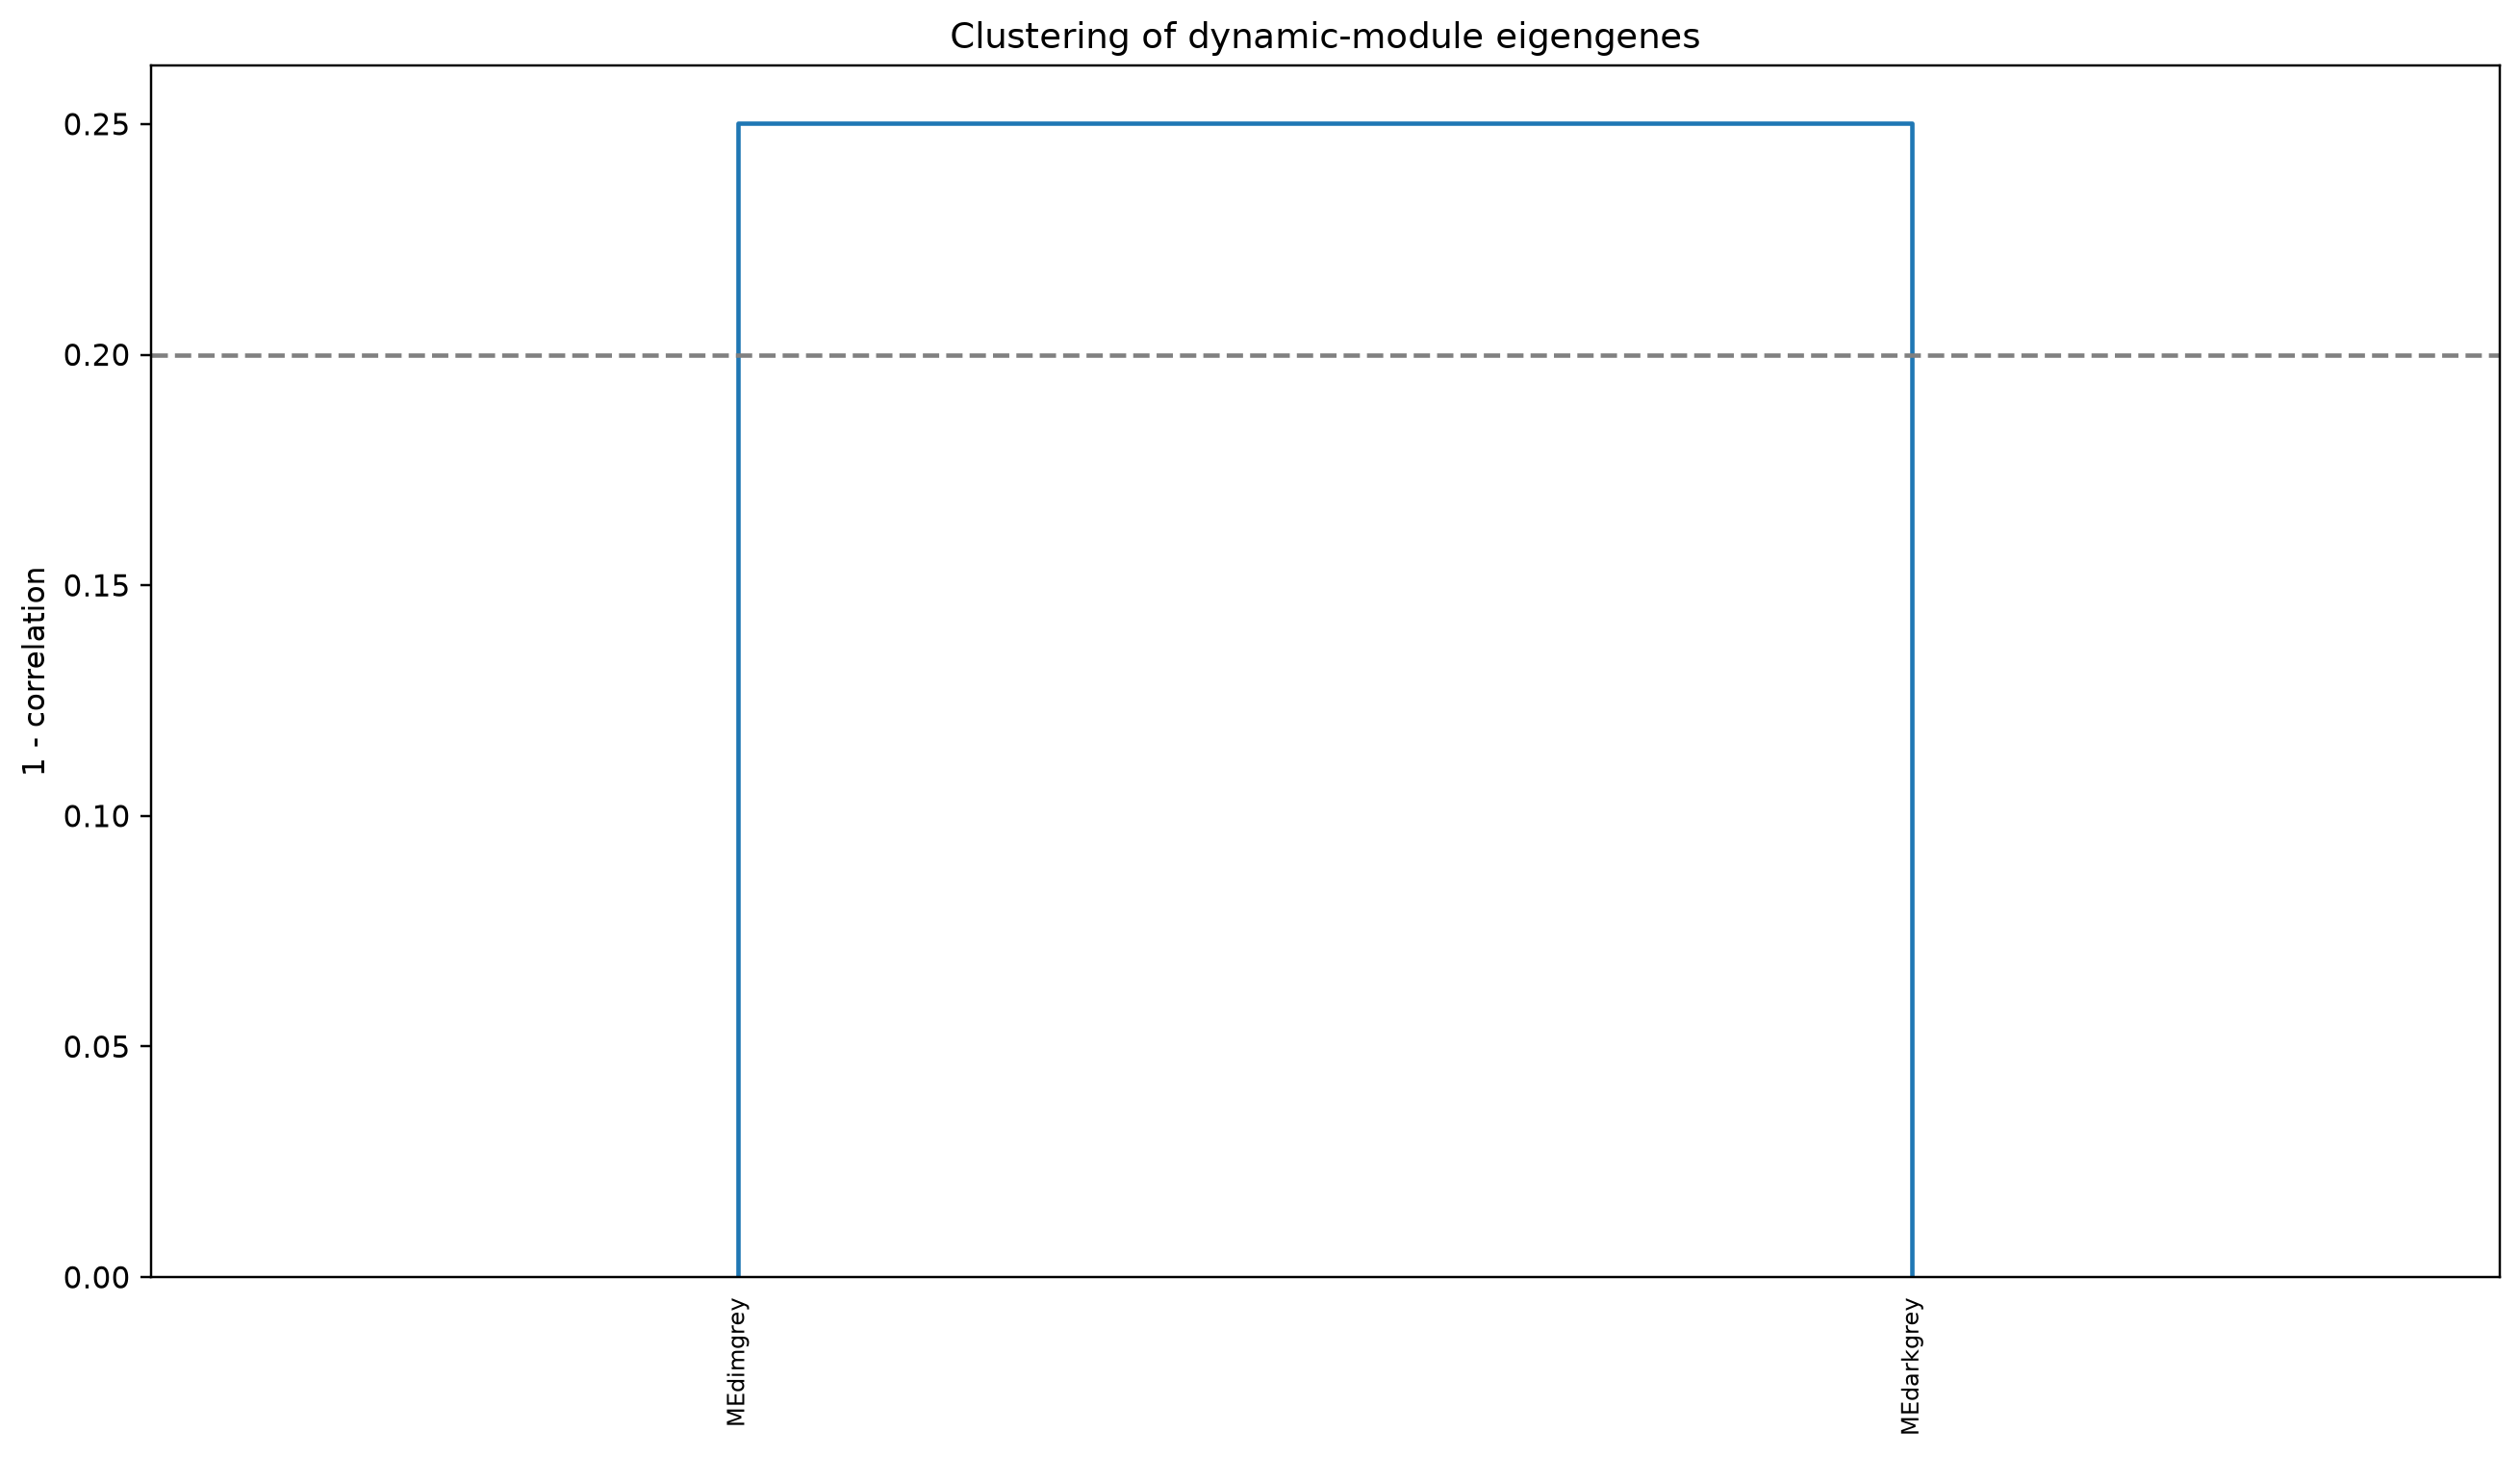 Clustering of dynamic-module eigengenes
1 - correlation
0.25
0.20
0.15
0.10
0.05
0.00
MEdimgrey
MEdarkgrey